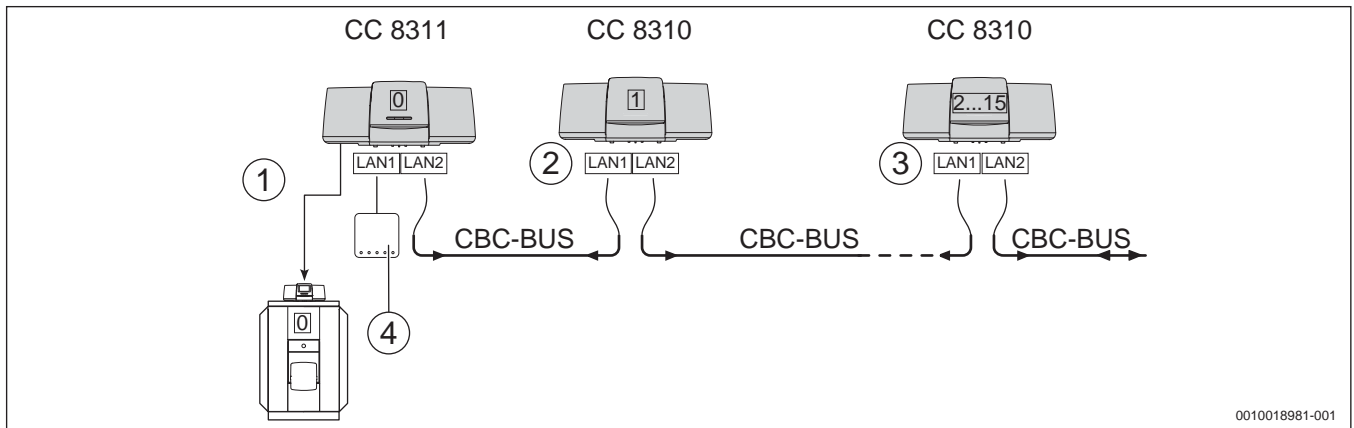 CC 8311 CC 8310 CC 8310
0 1 2...15
LAN1 LAN2 LAN1 LAN2 LAN1 LAN2
1 2 3
CBC-BUS CBC-BUS CBC-BUS
0
4
0010018981-001